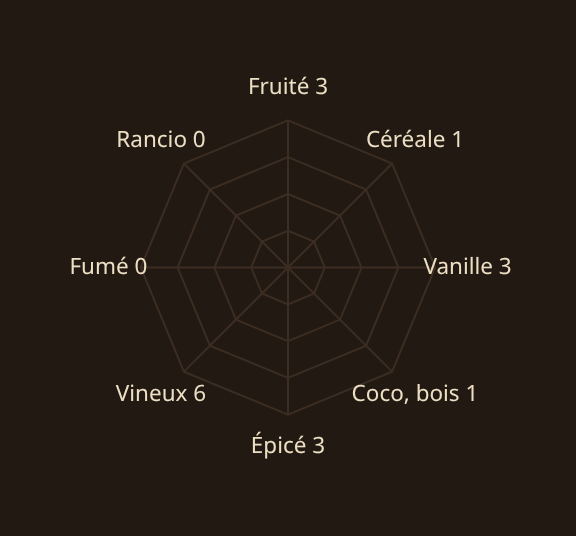 Fruité 3
Rancio 0
Céréale 1
Fumé 0
Vanille 3
Vineux 6
Coco, bois 1
Épicé 3